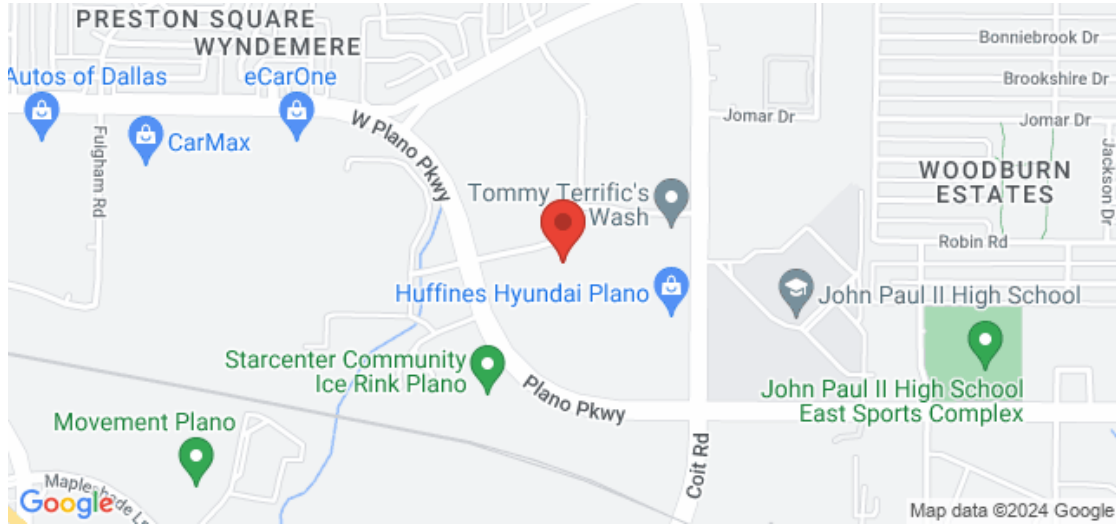 PRESTON SQUARE
WYNDEMERE
Bonniebrook Dr
Autos of Dallas
eCarOne
Brookshire Dr
W Plano Pkwy
Jomar Dr
Jomar Dr
CarMax
Fulgham Rd
Jackson Dr
WOODBURN
ESTATES
Tommy Terrific's
Wash
Robin Rd
Huffines Hyundai Plano
John Paul II High School
Starcenter Community
Ice Rink Plano
Plano Pkwy
John Paul II High School
East Sports Complex
Movement Plano
Coit Rd
Mapleshade Ln
Google
Map data ©2024 Google